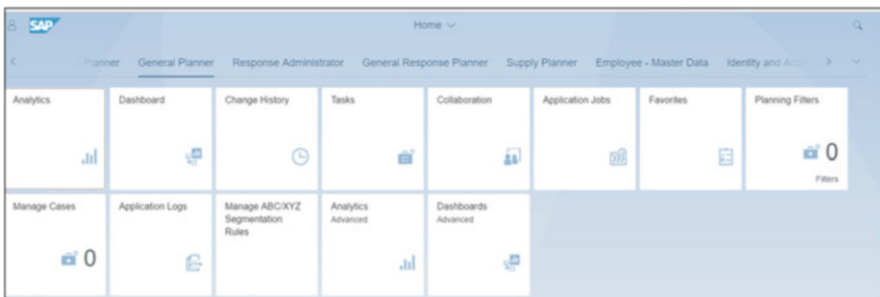 SAP
Home
Planner General Planner Response Administrator General Response Planner Supply Planner Employee - Master Data Identity and
Analytics
Dashboard
Change History
Tasks
Collaboration
Application Jobs
Favorites
Planning Filters
0
Filters
Manage Cases
0
Application Logs
Manage ABC/XYZ
Segmentation
Rules
Analytics
Advanced
Dashboards
Advanced